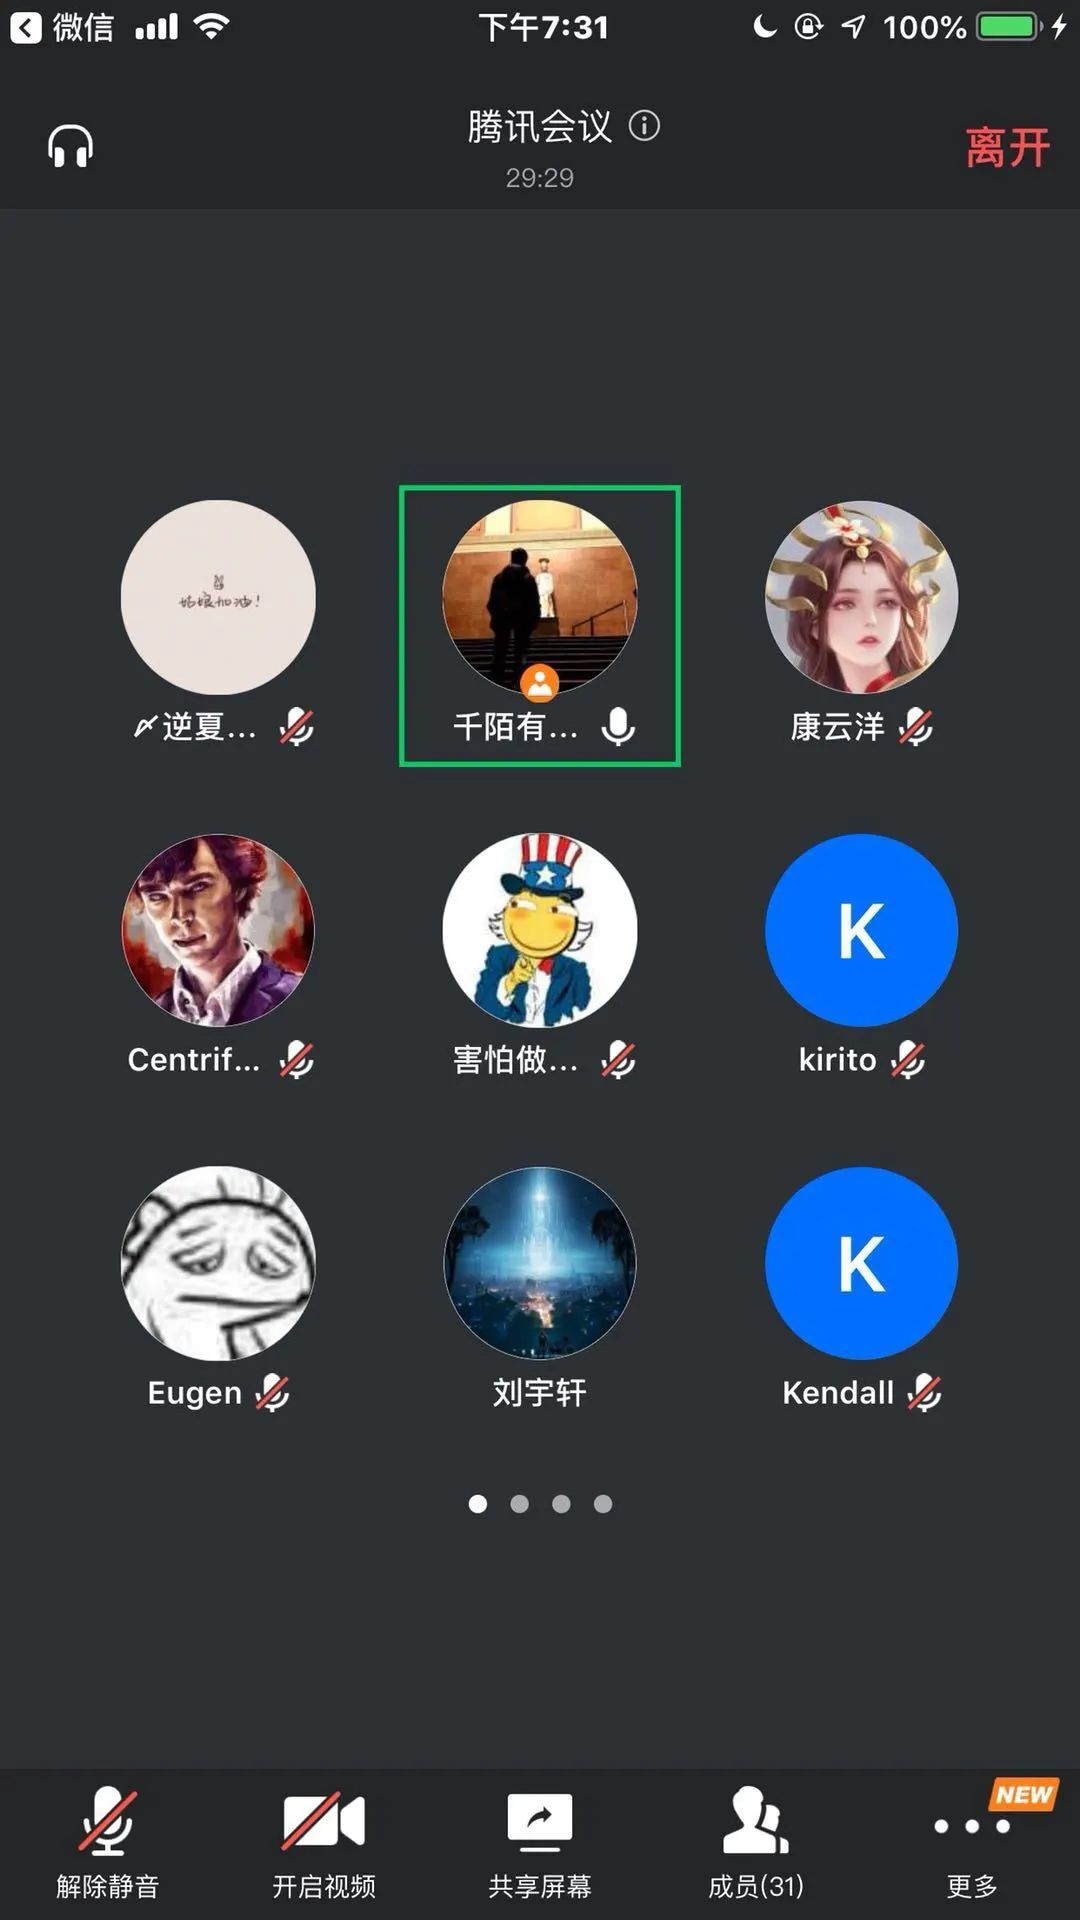 微信 下午7:31 100%
腾讯会议
29:29
离开
姑娘加油!
逆夏... 千陌有... 康云洋
Centrif... 害怕做... kirito
K
Eugen 刘宇轩 Kendall
K
NEW
解除静音 开启视频 共享屏幕 成员(31) 更多